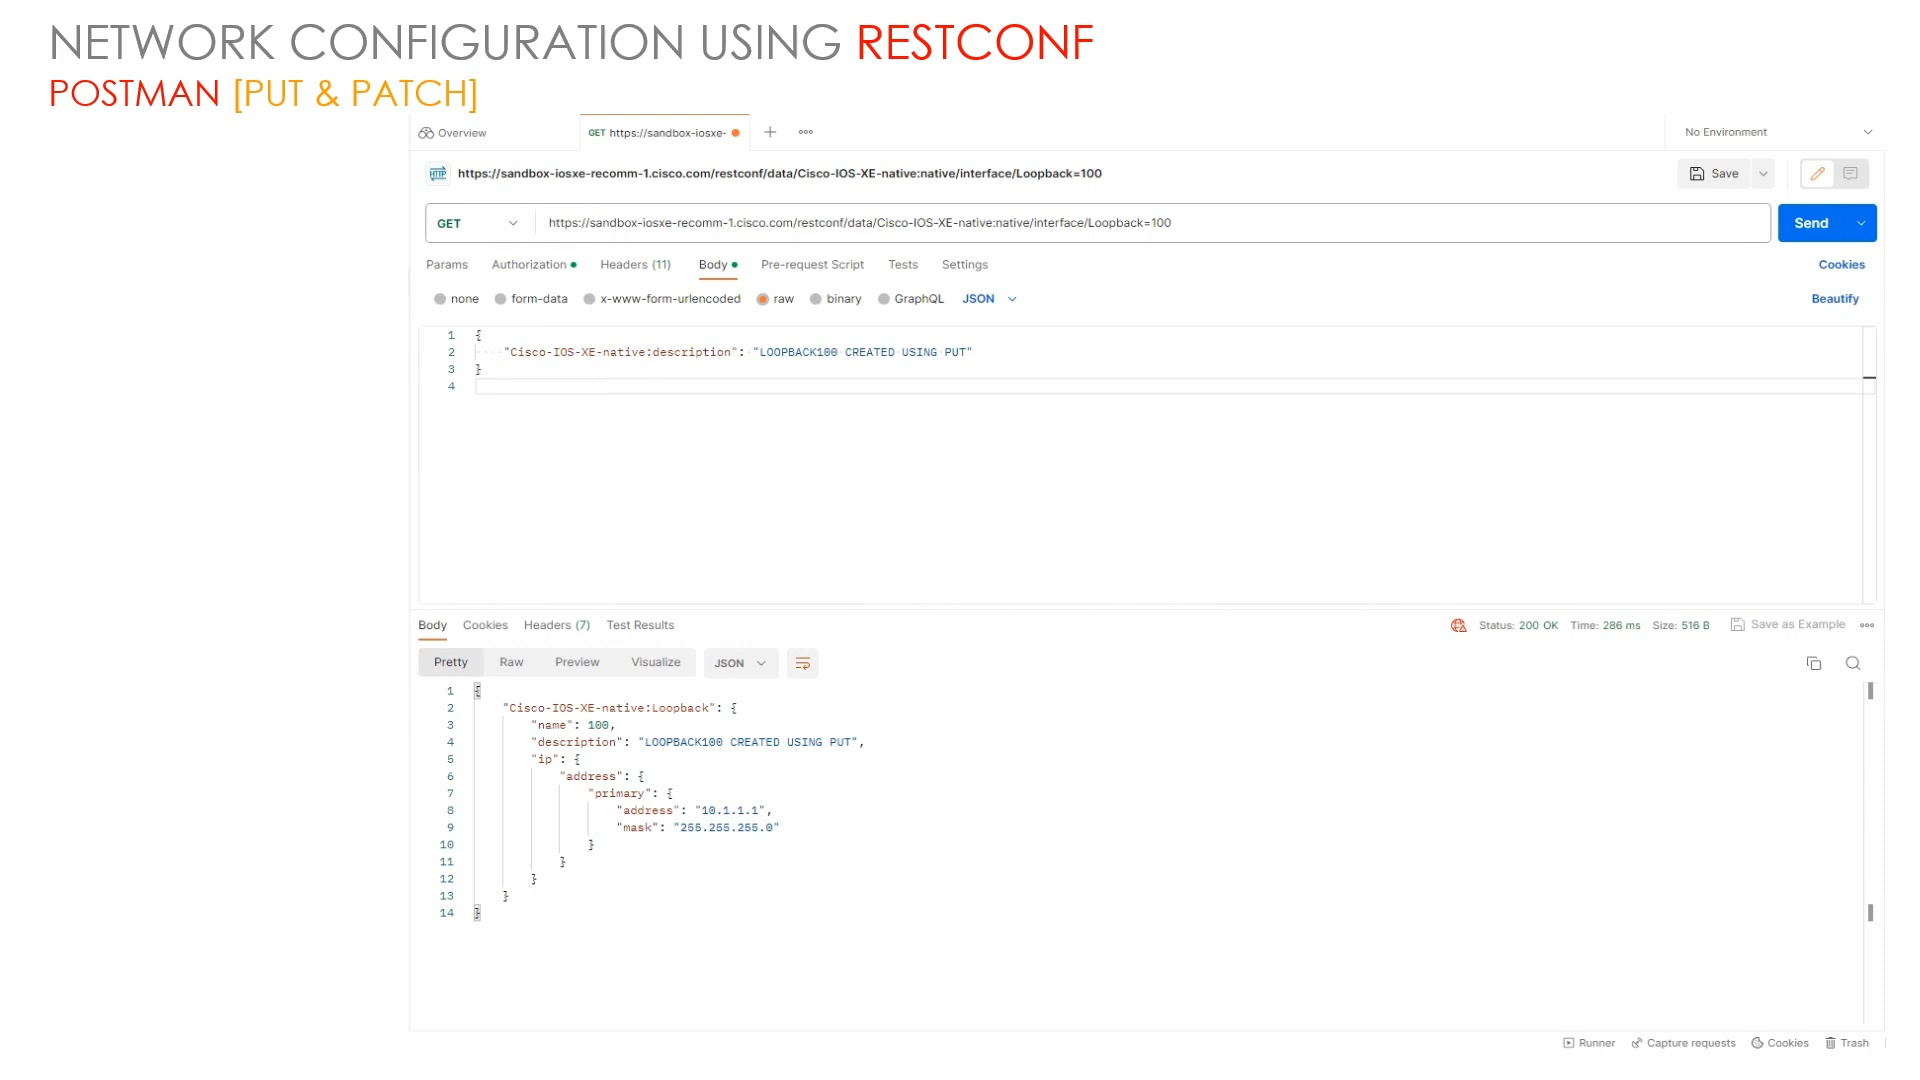 NETWORK CONFIGURATION USING RESTCONF
POSTMAN [PUT & PATCH]
Overview
GET https://sandbox-iosxe-
No Environment
HTTP https://sandbox-iosxe-recomm-1.cisco.com/restconf/data/Cisco-IOS-XE-native:native/interface/Loopback=100
Save
GET https://sandbox-iosxe-recomm-1.cisco.com/restconf/data/Cisco-IOS-XE-native:native/interface/Loopback=100
Send
Params Authorization Headers (11) Body Pre-request Script Tests Settings Cookies
none form-data x-www-form-urlencoded raw binary GraphQL JSON Beautify
1 {
2 "Cisco-IOS-XE-native:description": "LOOPBACK100 CREATED USING PUT"
3 }
4
Body Cookies Headers (7) Test Results Status: 200 OK Time: 286 ms Size: 516 B Save as Example
Pretty Raw Preview Visualize JSON
1 {
2 "Cisco-IOS-XE-native:Loopback": {
3 "name": 100,
4 "description": "LOOPBACK100 CREATED USING PUT",
5 "ip": {
6 "address": {
7 "primary": {
8 "address": "10.1.1.1",
9 "mask": "255.255.255.0"
10 }
11 }
12 }
13 }
14 }
Runner Capture requests Cookies Trash